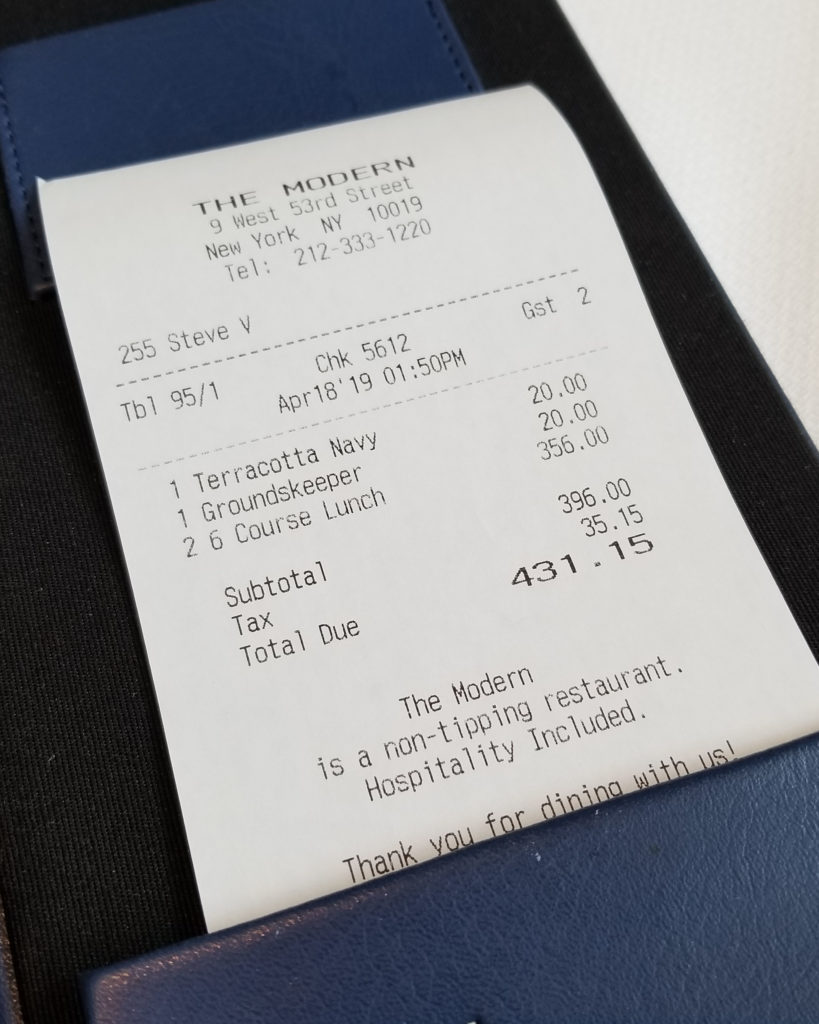 THE MODERN
9 West 53rd Street
New York NY 10019
Tel: 212-333-1220
255 Steve V
Tbl 95/1 Chk 5612 Gst 2
Apr18'19 01:50PM
1 Terracotta Navy 20.00
1 Groundskeeper 20.00
2 6 Course Lunch 356.00
Subtotal 396.00
Tax 35.15
Total Due 431.15
The Modern
is a non-tipping restaurant.
Hospitality Included.
Thank you for dining with us!